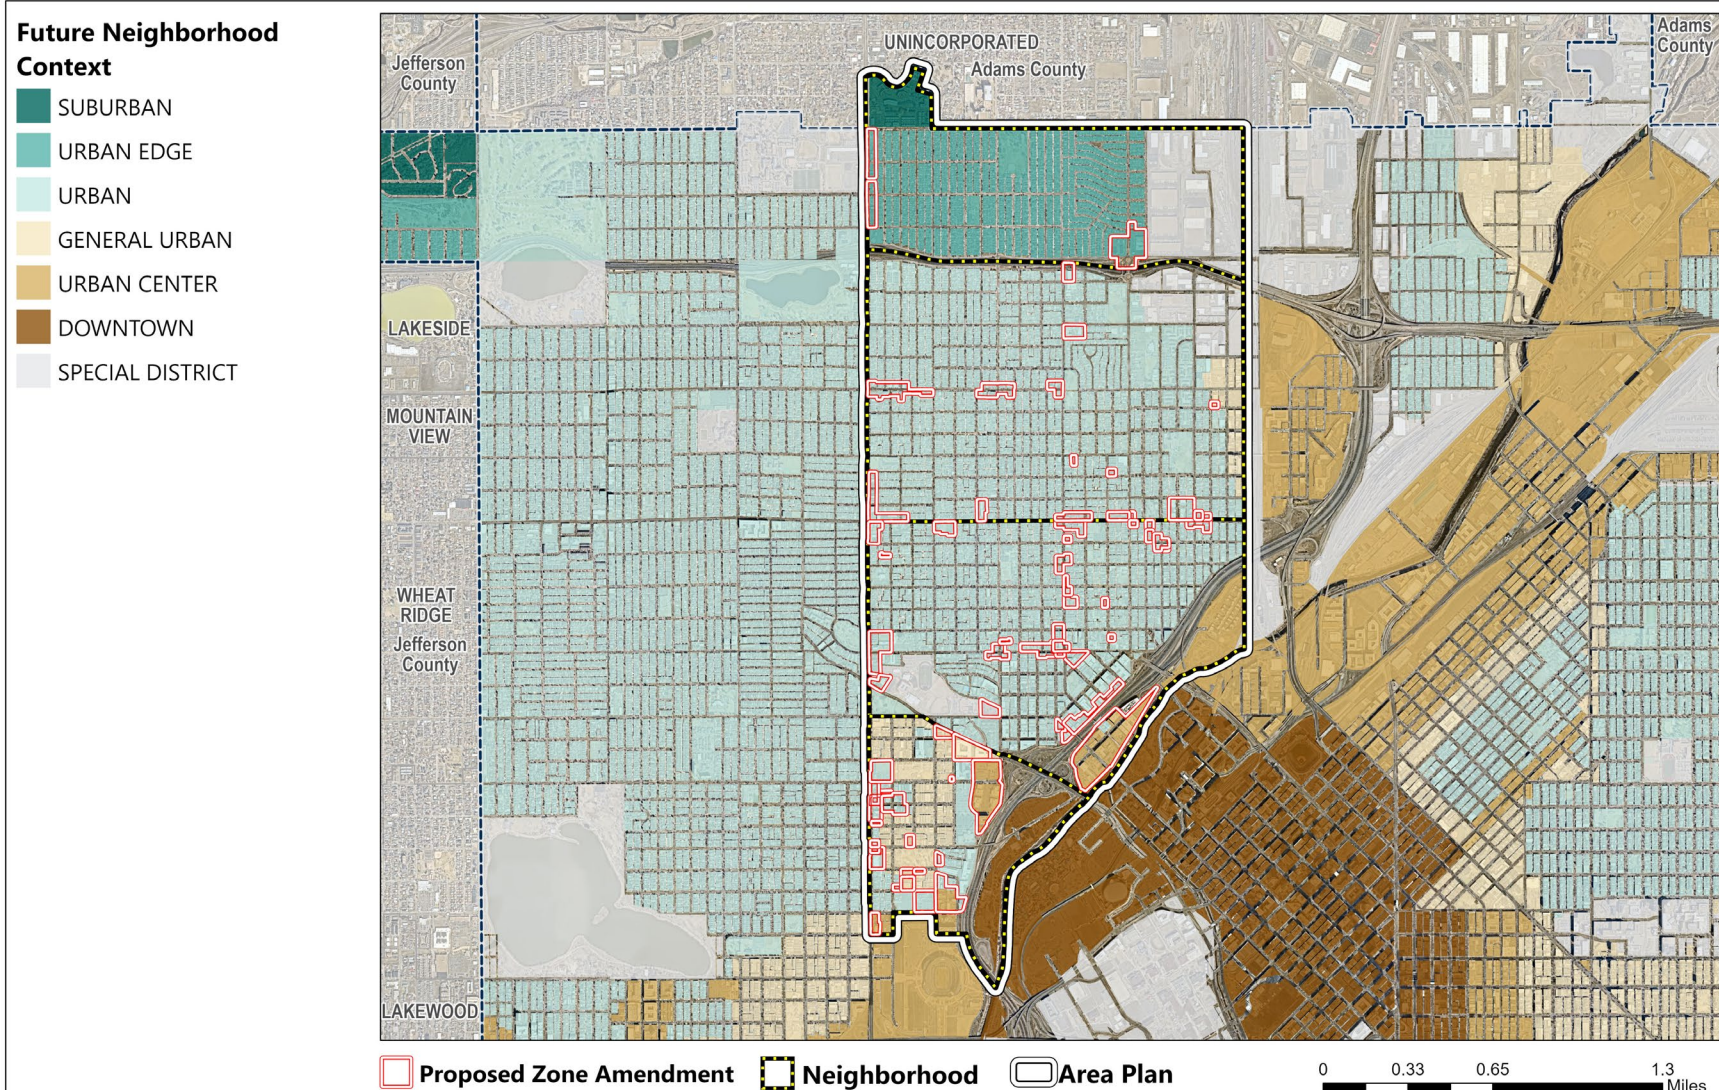 Future Neighborhood
Context
SUBURBAN
URBAN EDGE
URBAN
GENERAL URBAN
URBAN CENTER
DOWNTOWN
SPECIAL DISTRICT
Jefferson
County
UNINCORPORATED
Adams County
Adams
County
LAKESIDE
MOUNTAIN
VIEW
WHEAT
RIDGE
Jefferson
County
LAKEWOOD
Proposed Zone Amendment
Neighborhood
Area Plan
0 0.33 0.65 1.3
Miles